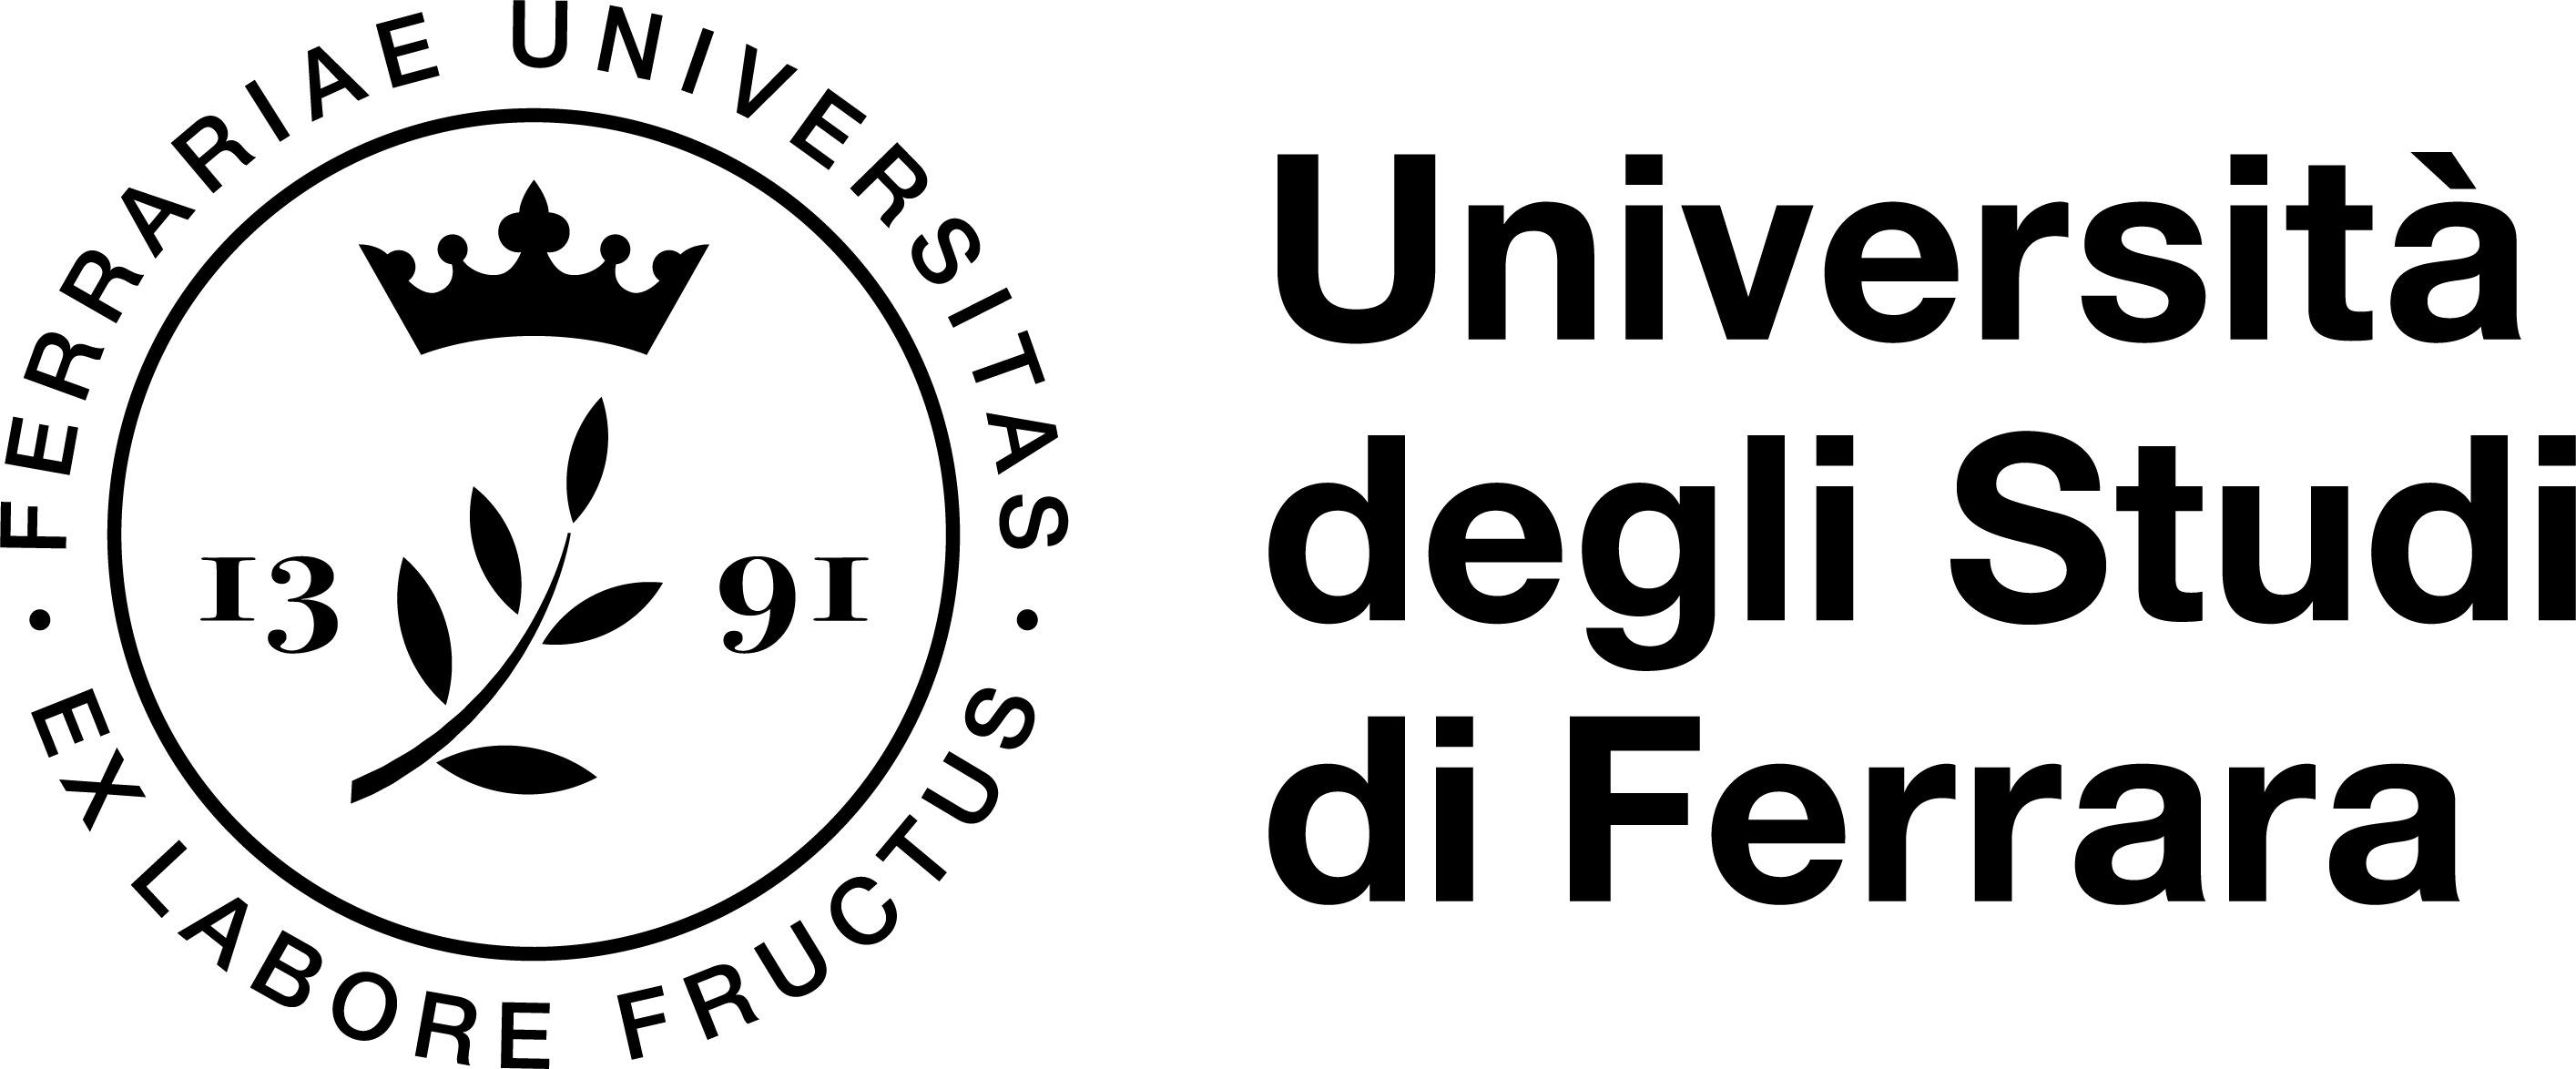 FERRARIAE UNIVERSITAS
13 91
• EX LABORE FRUCTUS •
Università
degli Studi
di Ferrara